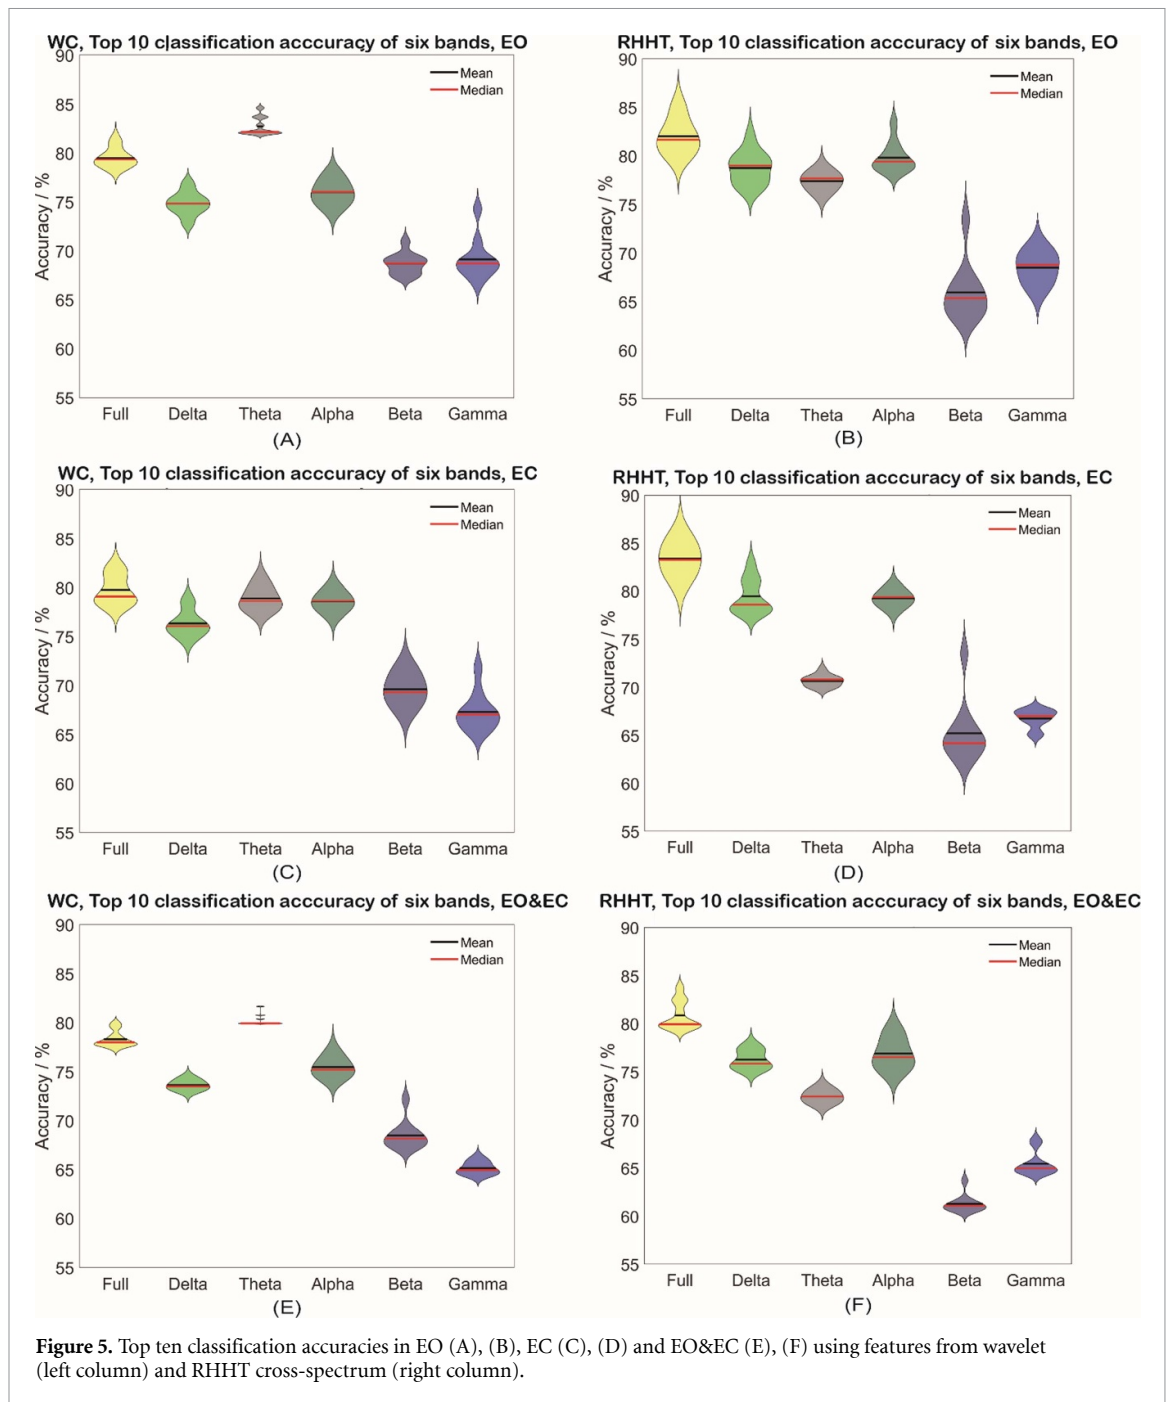 WC, Top 10 classification acccuracy of six bands, EO
90
85
80
75
70
65
60
55
Accuracy / %
Mean
Median
Full Delta Theta Alpha Beta Gamma
(A)
RHHT, Top 10 classification acccuracy of six bands, EO
90
85
80
75
70
65
60
55
Accuracy / %
Mean
Median
Full Delta Theta Alpha Beta Gamma
(B)
WC, Top 10 classification acccuracy of six bands, EC
90
85
80
75
70
65
60
55
Accuracy / %
Mean
Median
Full Delta Theta Alpha Beta Gamma
(C)
RHHT, Top 10 classification acccuracy of six bands, EC
90
85
80
75
70
65
60
55
Accuracy / %
Mean
Median
Full Delta Theta Alpha Beta Gamma
(D)
WC, Top 10 classification acccuracy of six bands, EO&EC
90
85
80
75
70
65
60
55
Accuracy / %
Mean
Median
Full Delta Theta Alpha Beta Gamma
(E)
RHHT, Top 10 classification acccuracy of six bands, EO&EC
90
85
80
75
70
65
60
55
Accuracy / %
Mean
Median
Full Delta Theta Alpha Beta Gamma
(F)
Figure 5. Top ten classification accuracies in EO (A), (B), EC (C), (D) and EO&EC (E), (F) using features from wavelet
(left column) and RHHT cross-spectrum (right column).